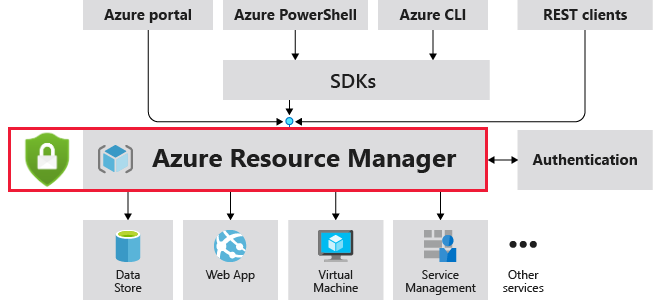 Azure portal
Azure PowerShell
Azure CLI
REST clients
SDKs
Azure Resource Manager
Authentication
Data
Store
Web App
Virtual
Machine
Service
Management
Other
services